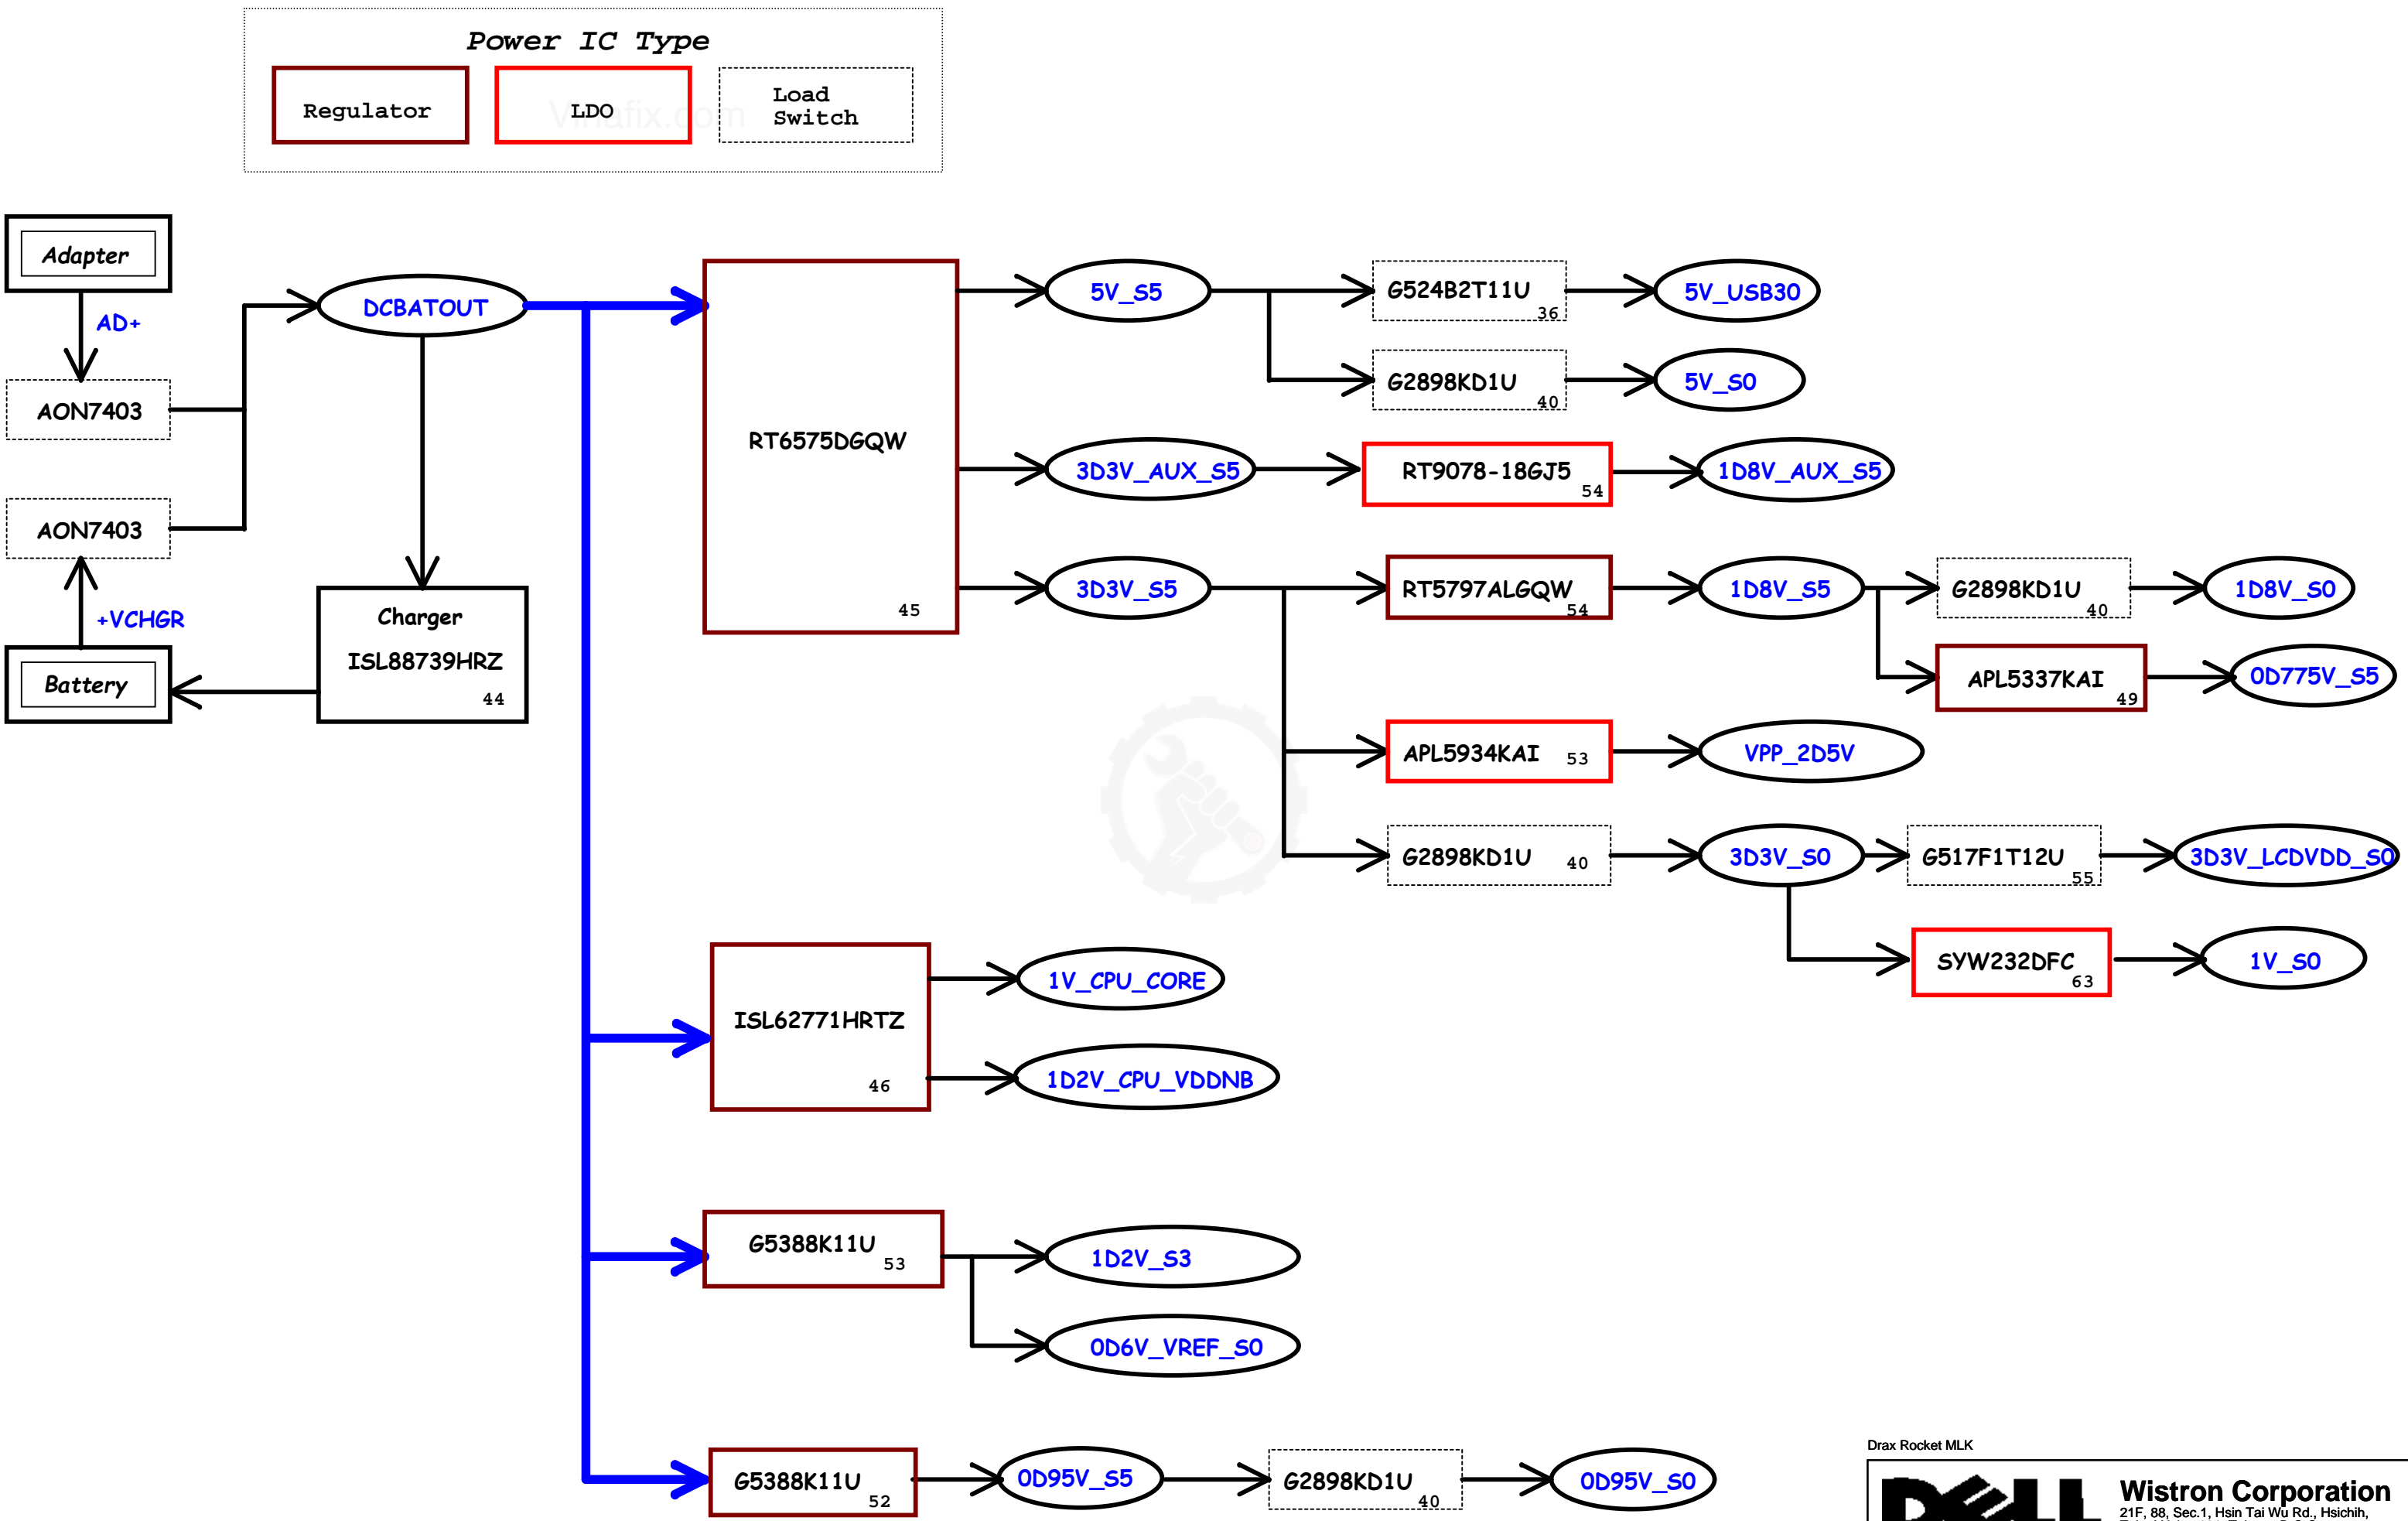 Power IC Type
Regulator
LDO
Load
Switch
Vinafix.com
Adapter
AD+
AON7403
AON7403
+VCHGR
Battery
DCBATOUT
Charger
ISL88739HRZ
44
RT6575DGQW
45
5V_S5
G524B2T11U
36
5V_USB30
G2898KD1U
40
5V_S0
3D3V_AUX_S5
RT9078-18GJ5
54
1D8V_AUX_S5
3D3V_S5
RT5797ALGQW
54
1D8V_S5
G2898KD1U
40
1D8V_S0
APL5337KAI
49
0D775V_S5
APL5934KAI
53
VPP_2D5V
G2898KD1U
40
3D3V_S0
G517F1T12U
55
3D3V_LCDVDD_S0
SYW232DFC
63
1V_S0
ISL62771HRTZ
46
1V_CPU_CORE
1D2V_CPU_VDDNB
G5388K11U
53
1D2V_S3
0D6V_VREF_S0
G5388K11U
52
0D95V_S5
G2898KD1U
40
0D95V_S0
Drax Rocket MLK
DELL
Wistron Corporation
21F, 88, Sec.1, Hsin Tai Wu Rd., Hsichih,